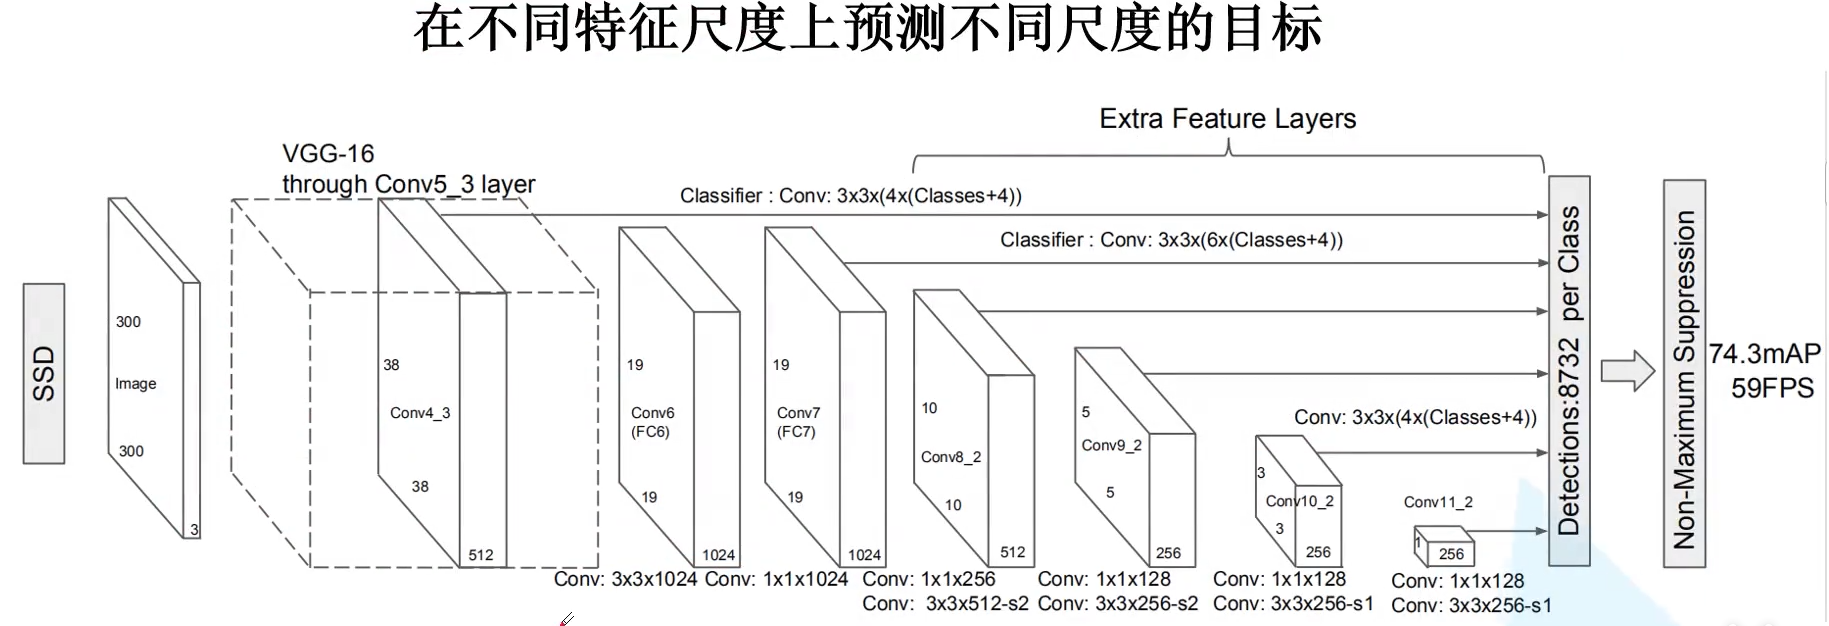 在不同特征尺度上预测不同尺度的目标
Extra Feature Layers
VGG-16
through Conv5_3 layer
Classifier : Conv: 3x3x(4x(Classes+4))
Classifier : Conv: 3x3x(6x(Classes+4))
SSD
300
Image
300
3
38
Conv4_3
38
512
19
Conv6
(FC6)
19
1024
19
Conv7
(FC7)
19
1024
10
Conv8_2
10
512
5
Conv9_2
5
256
Conv: 3x3x(4x(Classes+4))
3
Conv10_2
3
256
Conv11_2
1
256
Detections:8732 per Class
Non-Maximum Suppression
74.3mAP
59FPS
Conv: 3x3x1024
Conv: 1x1x1024
Conv: 1x1x256
Conv: 3x3x512-s2
Conv: 1x1x128
Conv: 3x3x256-s2
Conv: 1x1x128
Conv: 3x3x256-s1
Conv: 1x1x128
Conv: 3x3x256-s1